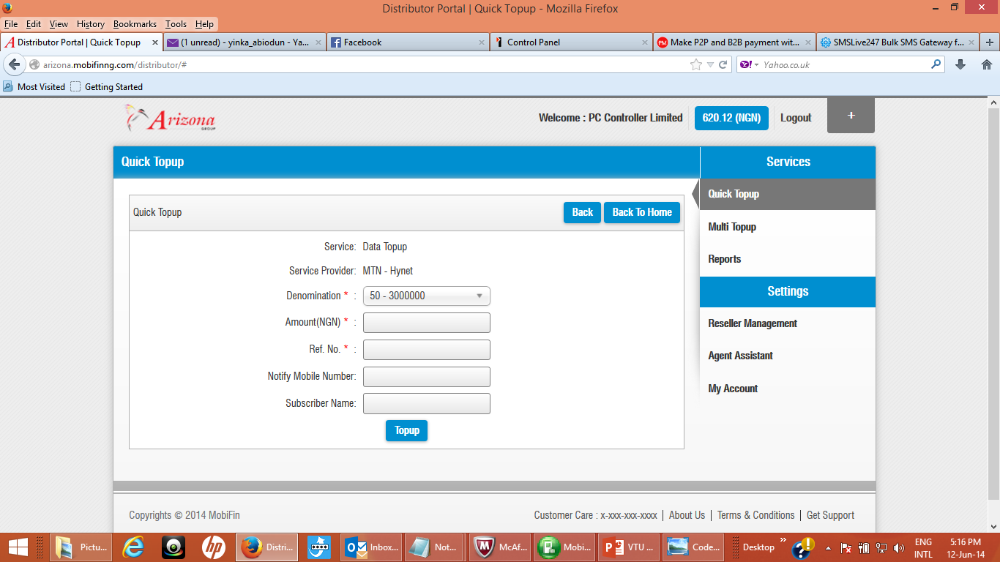 Distributor Portal | Quick Topup - Mozilla Firefox
File Edit View History Bookmarks Tools Help
Distributor Portal | Quick Topup × (1 unread) - yinka_abiodun - Ya... × Facebook × Control Panel × Make P2P and B2B payment wit... × SMSLive247 Bulk SMS Gateway f... × +
arizona.mobifinng.com/distributor/# Yahoo.co.uk
Most Visited Getting Started
Arizona
GROUP
Welcome : PC Controller Limited 620.12 (NGN) Logout +
Quick Topup Services
Quick Topup
Quick Topup Back Back To Home
Multi Topup
Service: Data Topup
Reports
Service Provider: MTN - Hynet
Settings
Denomination * : 50 - 3000000
Amount(NGN) * :
Reseller Management
Ref. No. * :
Agent Assistant
Notify Mobile Number:
My Account
Subscriber Name:
Topup
Copyrights © 2014 MobiFin Customer Care : x-xxx-xxx-xxxx | About Us | Terms & Conditions | Get Support
Pictu... hp Distri... Inbox... Not... McAf... Mobi... VTU ... Code... Desktop » ENG 5:16 PM
INTL 12-Jun-14